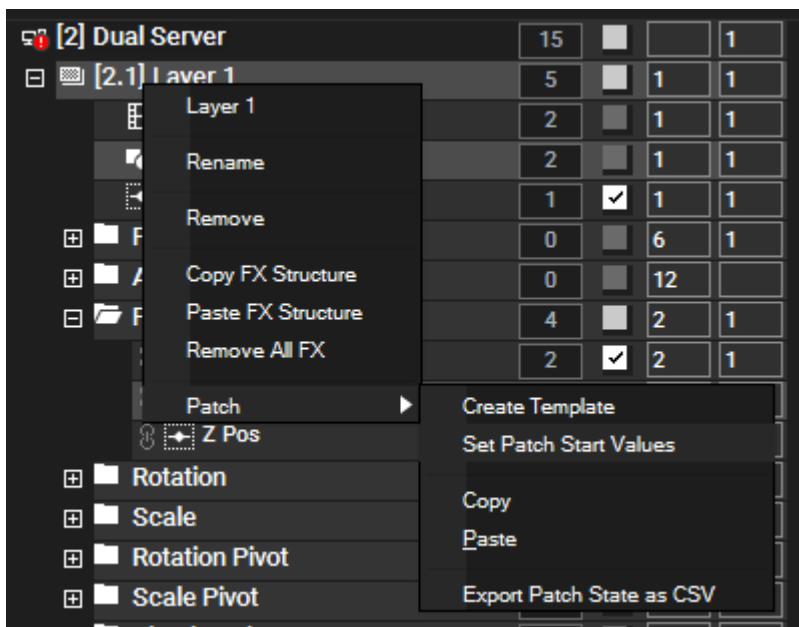 [2] Dual Server 15 1
[2.1] Layer 1 5 1 1
Layer 1
2 1 1
Rename
2 1 1
1 1 1
Remove
F 0 6 1
A 0 12
Copy FX Structure
Paste FX Structure
F 4 2 1
Remove All FX
2 2 1
Patch
Create Template
Z Pos
Set Patch Start Values
Rotation
Copy
Scale
Paste
Rotation Pivot
Scale Pivot
Export Patch State as CSV